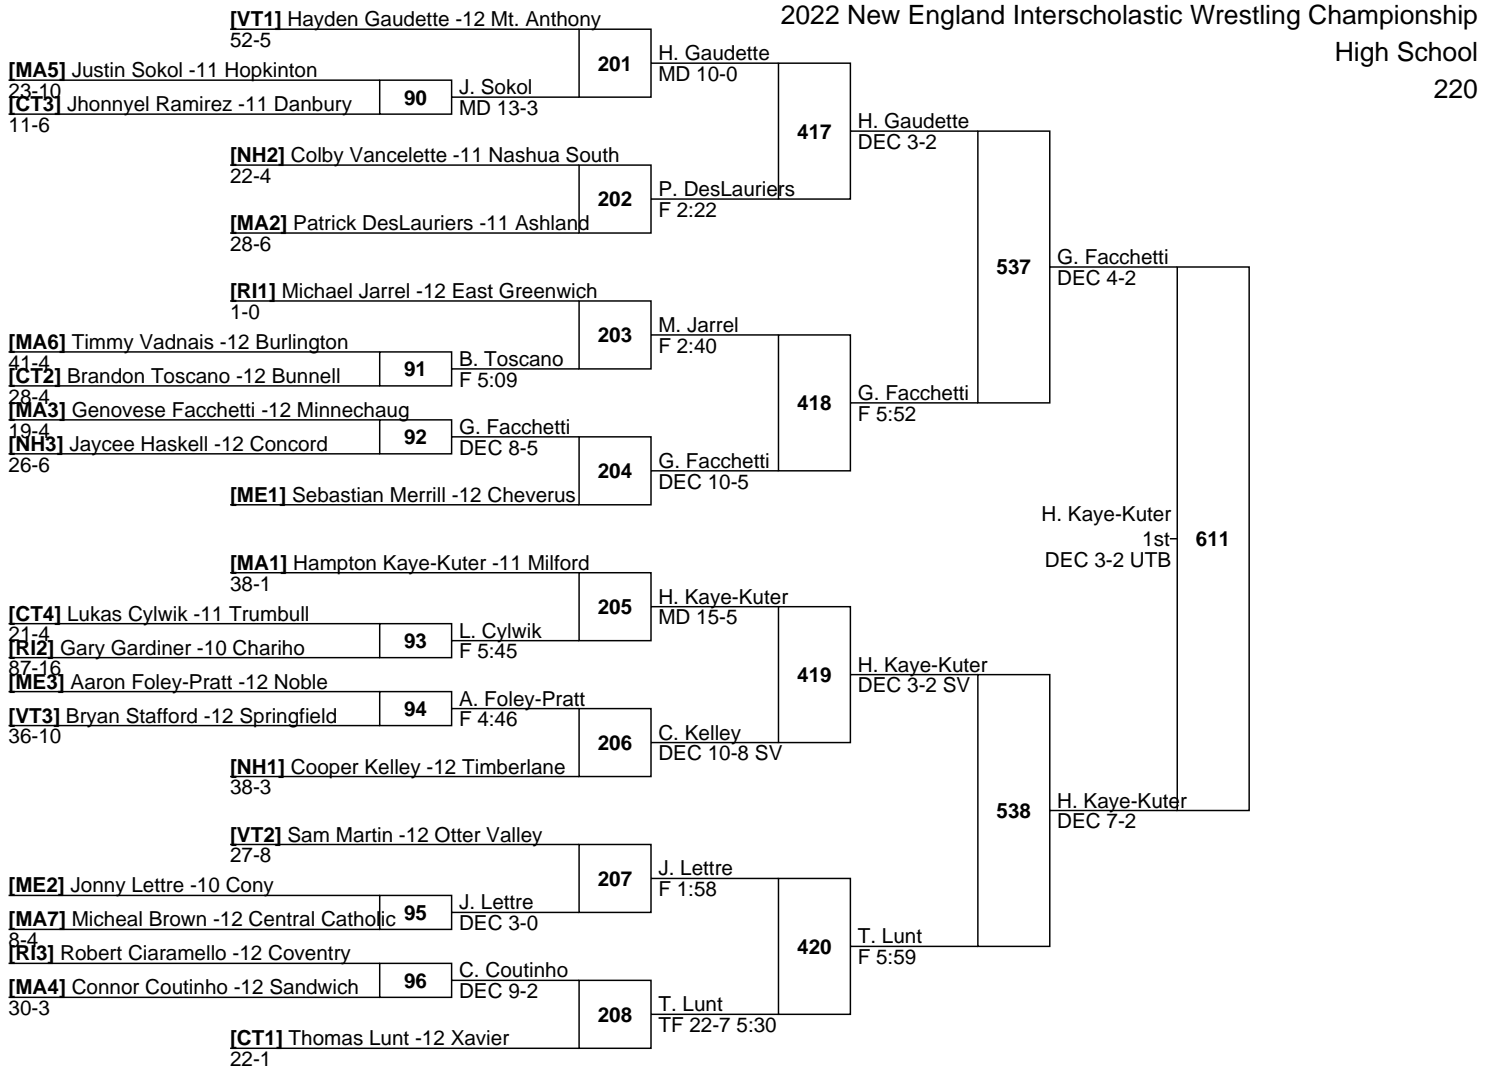 2022 New England Interscholastic Wrestling Championship
High School
220
[VT1] Hayden Gaudette -12 Mt. Anthony
52-5
201
H. Gaudette
MD 10-0
[MA5] Justin Sokol -11 Hopkinton
23-10
[CT3] Jhonnyel Ramirez -11 Danbury
11-6
90
J. Sokol
MD 13-3
417
H. Gaudette
DEC 3-2
[NH2] Colby Vancelette -11 Nashua South
22-4
202
P. DesLauriers
F 2:22
[MA2] Patrick DesLauriers -11 Ashland
28-6
537
G. Facchetti
DEC 4-2
[RI1] Michael Jarrel -12 East Greenwich
1-0
203
M. Jarrel
F 2:40
[MA6] Timmy Vadnais -12 Burlington
41-4
[CT2] Brandon Toscano -12 Bunnell
28-4
91
B. Toscano
F 5:09
418
G. Facchetti
F 5:52
[MA3] Genovese Facchetti -12 Minnechaug
19-4
[NH3] Jaycee Haskell -12 Concord
26-6
92
G. Facchetti
DEC 8-5
204
G. Facchetti
DEC 10-5
[ME1] Sebastian Merrill -12 Cheverus
H. Kaye-Kuter
1st
DEC 3-2 UTB
611
[MA1] Hampton Kaye-Kuter -11 Milford
38-1
205
H. Kaye-Kuter
MD 15-5
[CT4] Lukas Cylwik -11 Trumbull
21-4
[RI2] Gary Gardiner -10 Chariho
87-16
93
L. Cylwik
F 5:45
419
H. Kaye-Kuter
DEC 3-2 SV
[ME3] Aaron Foley-Pratt -12 Noble
[VT3] Bryan Stafford -12 Springfield
36-10
94
A. Foley-Pratt
F 4:46
206
C. Kelley
DEC 10-8 SV
[NH1] Cooper Kelley -12 Timberlane
38-3
538
H. Kaye-Kuter
DEC 7-2
[VT2] Sam Martin -12 Otter Valley
27-8
207
J. Lettre
F 1:58
[ME2] Jonny Lettre -10 Cony
[MA7] Micheal Brown -12 Central Catholic
8-4
95
J. Lettre
DEC 3-0
420
T. Lunt
F 5:59
[RI3] Robert Ciaramello -12 Coventry
[MA4] Connor Coutinho -12 Sandwich
30-3
96
C. Coutinho
DEC 9-2
208
T. Lunt
TF 22-7 5:30
[CT1] Thomas Lunt -12 Xavier
22-1